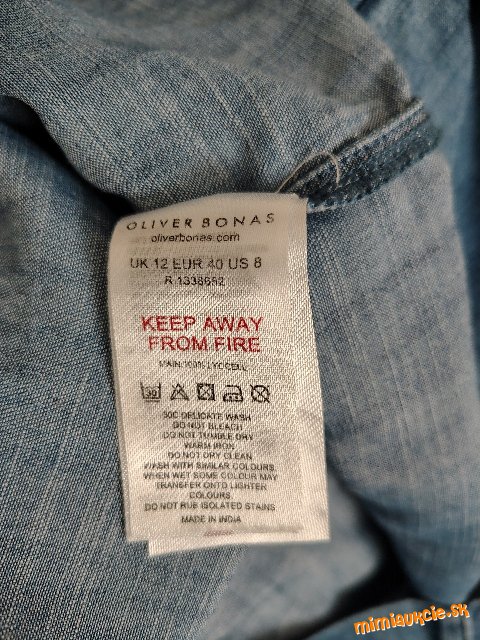 OLIVER BONAS
oliverbonas.com
UK 12 EUR 40 US 8
R 1338692
KEEP AWAY
FROM FIRE
MAIN:100% LYOCELL
30
30C DELICATE WASH
DO NOT BLEACH
DO NOT TUMBLE DRY
WARM IRON
DO NOT DRY CLEAN
WASH WITH SIMILAR COLOURS,
WHEN WET SOME COLOUR MAY
TRANSFER ONTO LIGHTER
COLOURS.
DO NOT RUB ISOLATED STAINS
MADE IN INDIA
mimiaukcie.sk